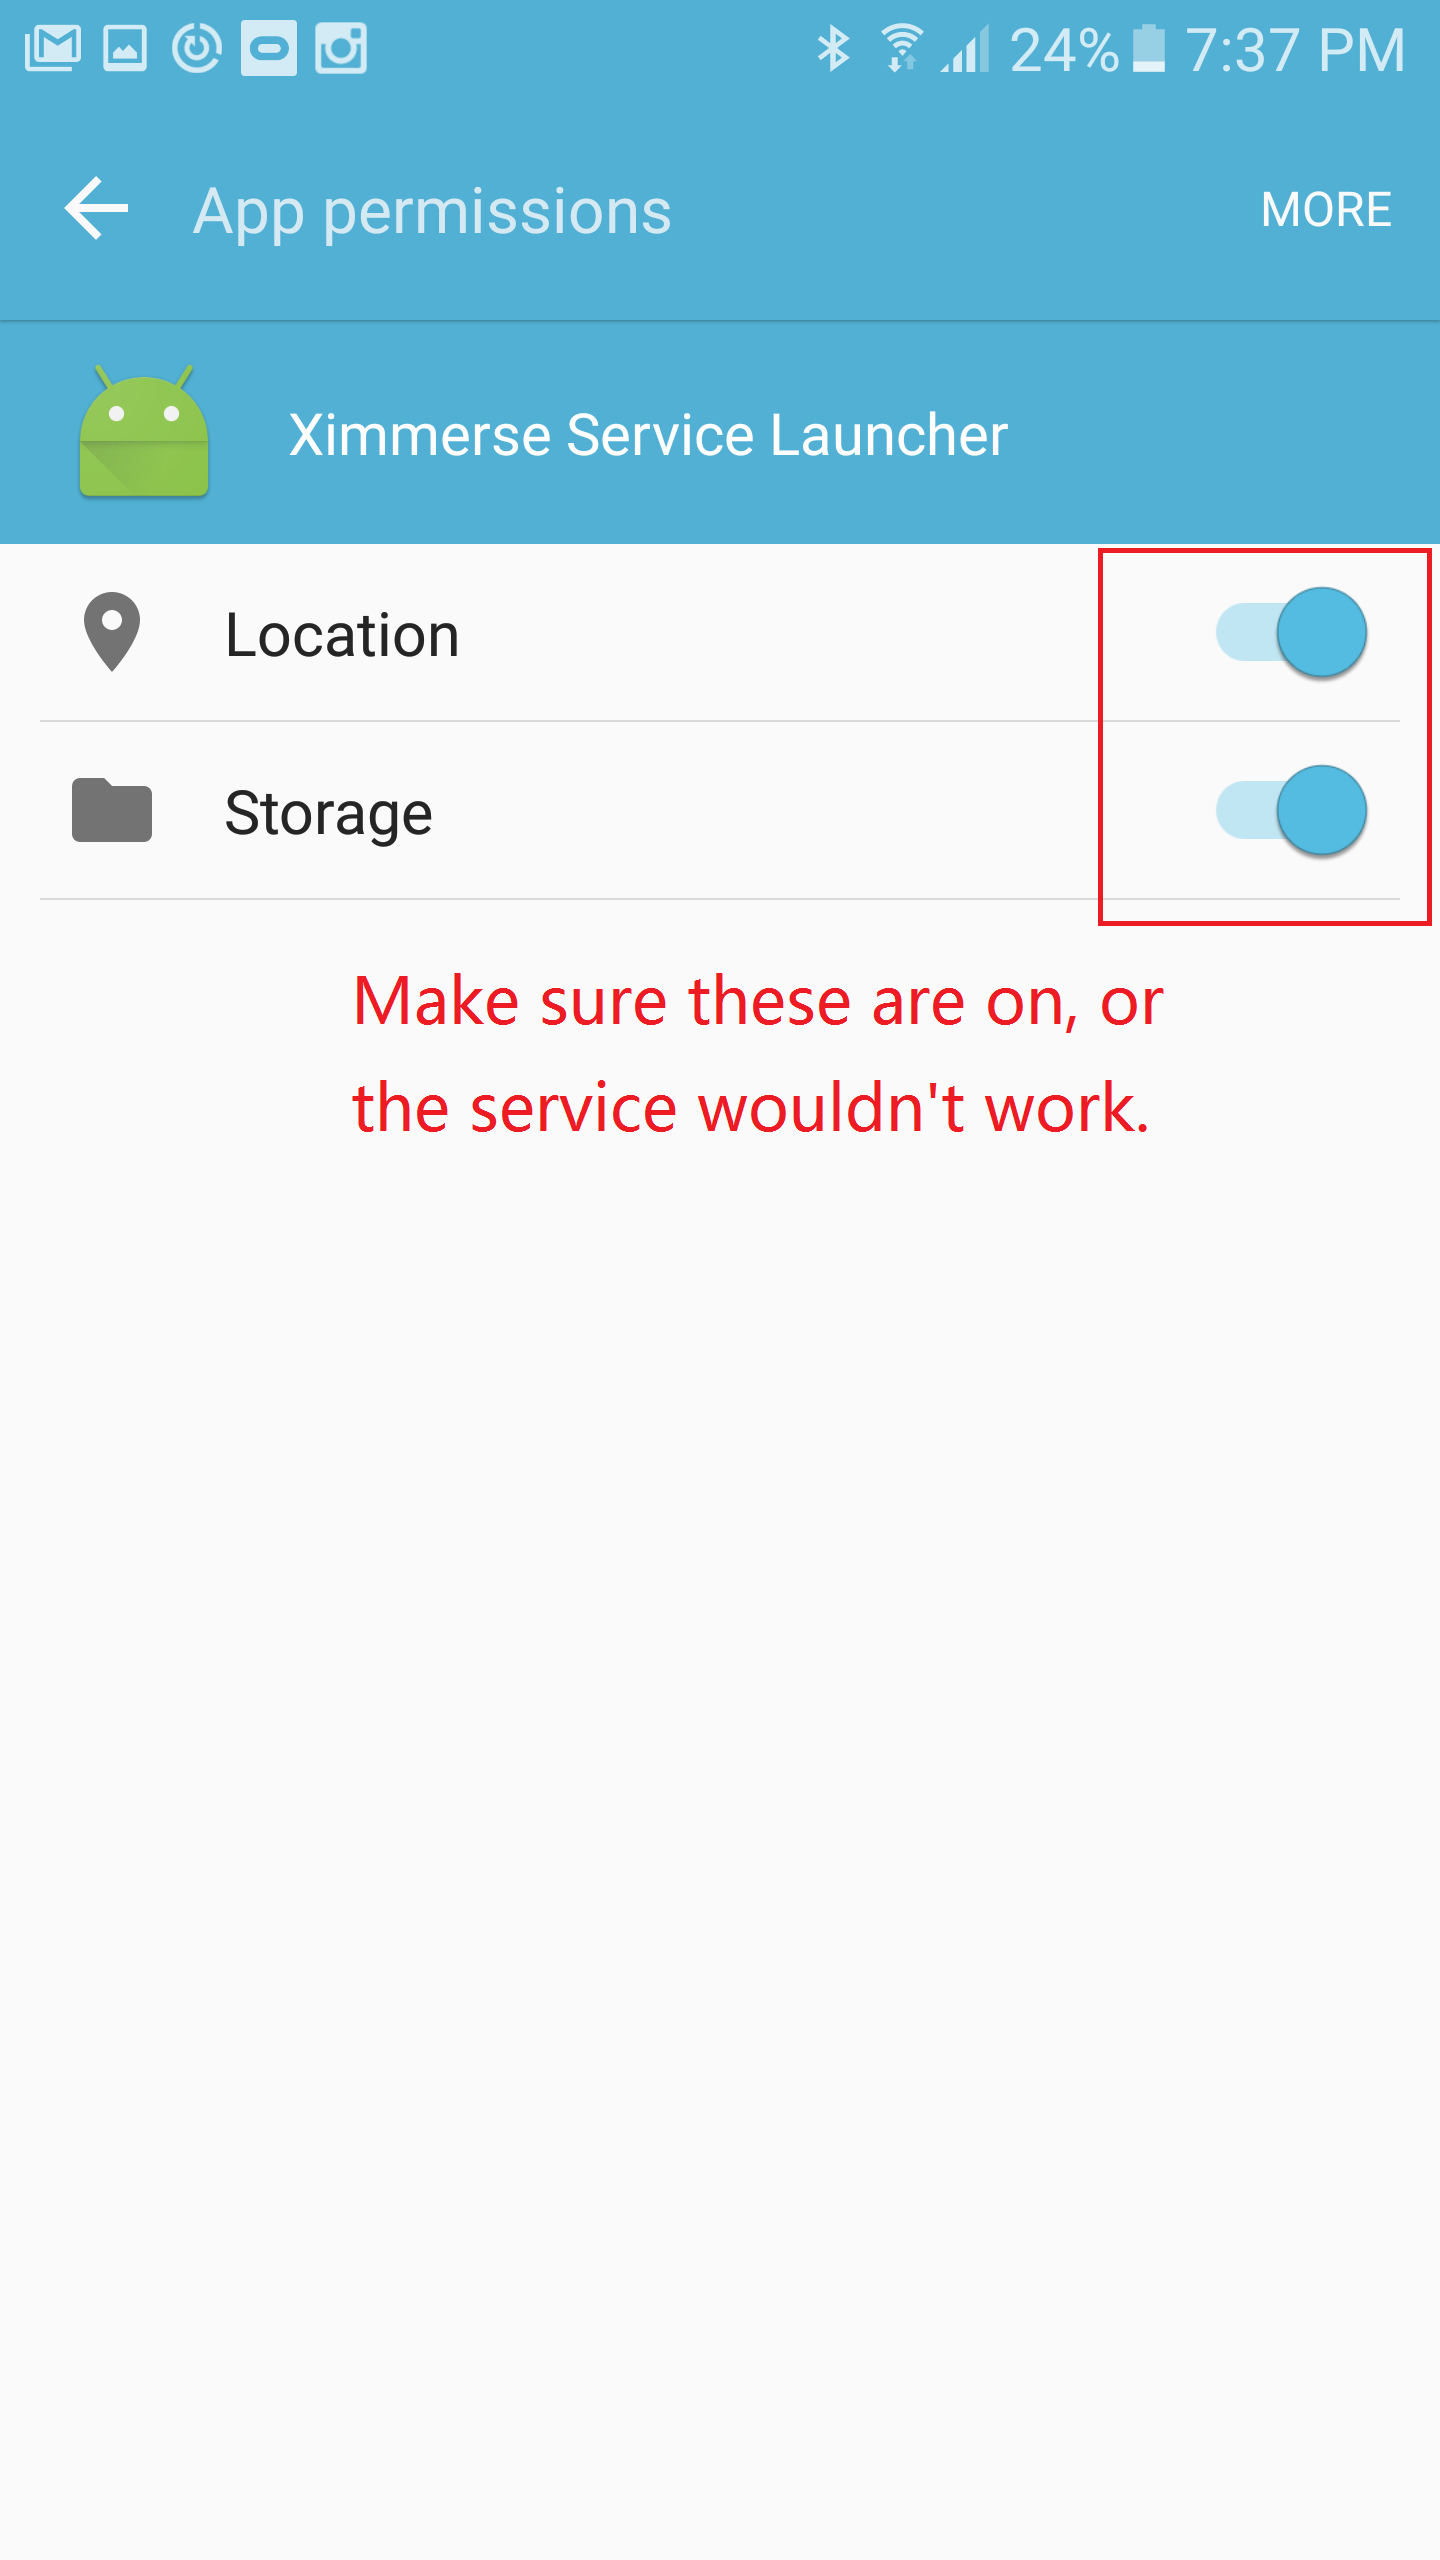 24% 7:37 PM
App permissions MORE
Ximmerse Service Launcher
Location
Storage
Make sure these are on, or
the service wouldn't work.